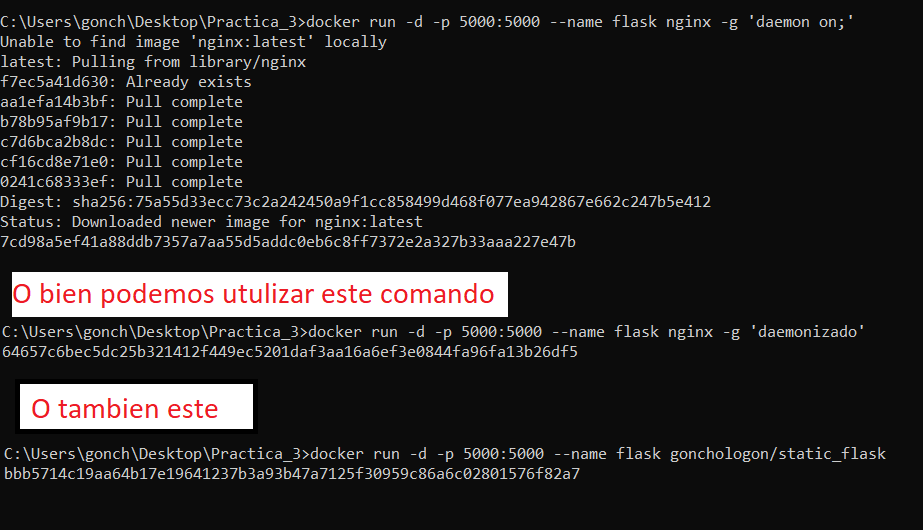 C:\Users\gonch\Desktop\Practica_3>docker run -d -p 5000:5000 --name flask nginx -g 'daemon on;'
Unable to find image 'nginx:latest' locally
latest: Pulling from library/nginx
f7ec5a41d630: Already exists
aa1efa14b3bf: Pull complete
b78b95af9b17: Pull complete
c7d6bca2b8dc: Pull complete
cf16cd8e71e0: Pull complete
0241c68333ef: Pull complete
Digest: sha256:75a55d33ecc73c2a242450a9f1cc858499d468f077ea942867e662c247b5e412
Status: Downloaded newer image for nginx:latest
7cd98a5ef41a88ddb7357a7aa55d5addc0eb6c8ff7372e2a327b33aaa227e47b
O bien podemos utulizar este comando
C:\Users\gonch\Desktop\Practica_3>docker run -d -p 5000:5000 --name flask nginx -g 'daemonizado'
64657c6bec5dc25b321412f449ec5201daf3aa16a6ef3e0844fa96fa13b26df5
O tambien este
C:\Users\gonch\Desktop\Practica_3>docker run -d -p 5000:5000 --name flask gonchologon/static_flask
bbb5714c19aa64b17e19641237b3a93b47a7125f30959c86a6c02801576f82a7